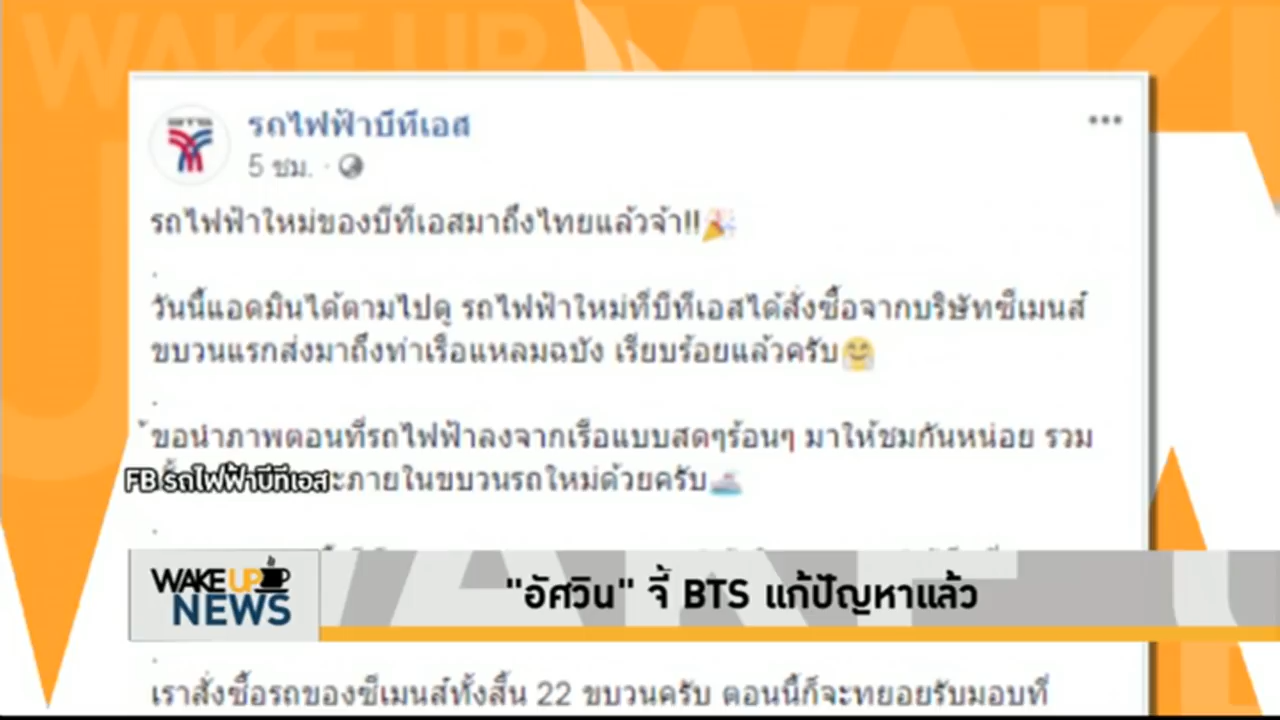 WAKE UP
WAKE
รถไฟฟ้าบีทีเอส
5 ชม.
รถไฟฟ้าใหม่ของบีทีเอสมาถึงไทยแล้วจ้า!!🎉
.
วันนี้แอดมินได้ตามไปดู รถไฟฟ้าใหม่ที่บีทีเอสได้สั่งซื้อจากบริษัทซีเมนส์
ขบวนแรกส่งมาถึงท่าเรือแหลมฉบัง เรียบร้อยแล้วครับ🤗
.
ขอนำภาพตอนที่รถไฟฟ้าลงจากเรือแบบสดๆร้อนๆ มาให้ชมกันหน่อย รวม
ภายในขบวนรถใหม่ด้วยครับ🚄
FB รถไฟฟ้าบีทีเอส
.
WAKE UP NEWS
"อัศวิน" จี้ BTS แก้ปัญหาแล้ว
.
เราสั่งซื้อรถของซีเมนส์ทั้งสิ้น 22 ขบวนครับ ตอนนี้ก็จะทยอยรับมอบที่